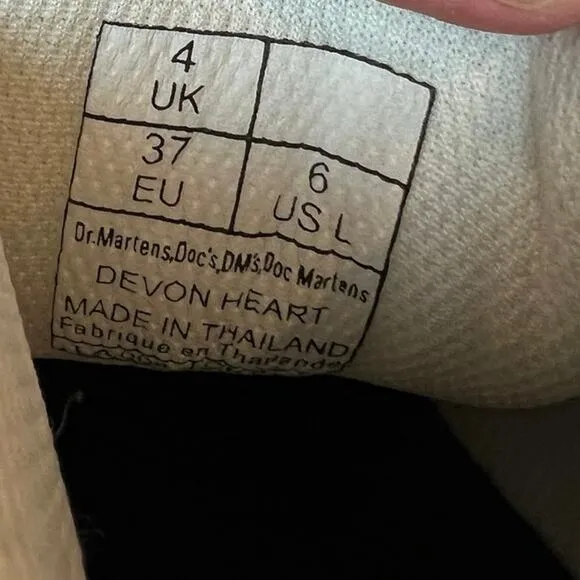 4
UK
37
EU
6
US L
Dr.Martens,Doc's,DM's,Doc Martens
DEVON HEART
MADE IN THAILAND
Fabriqué en Thaïlande